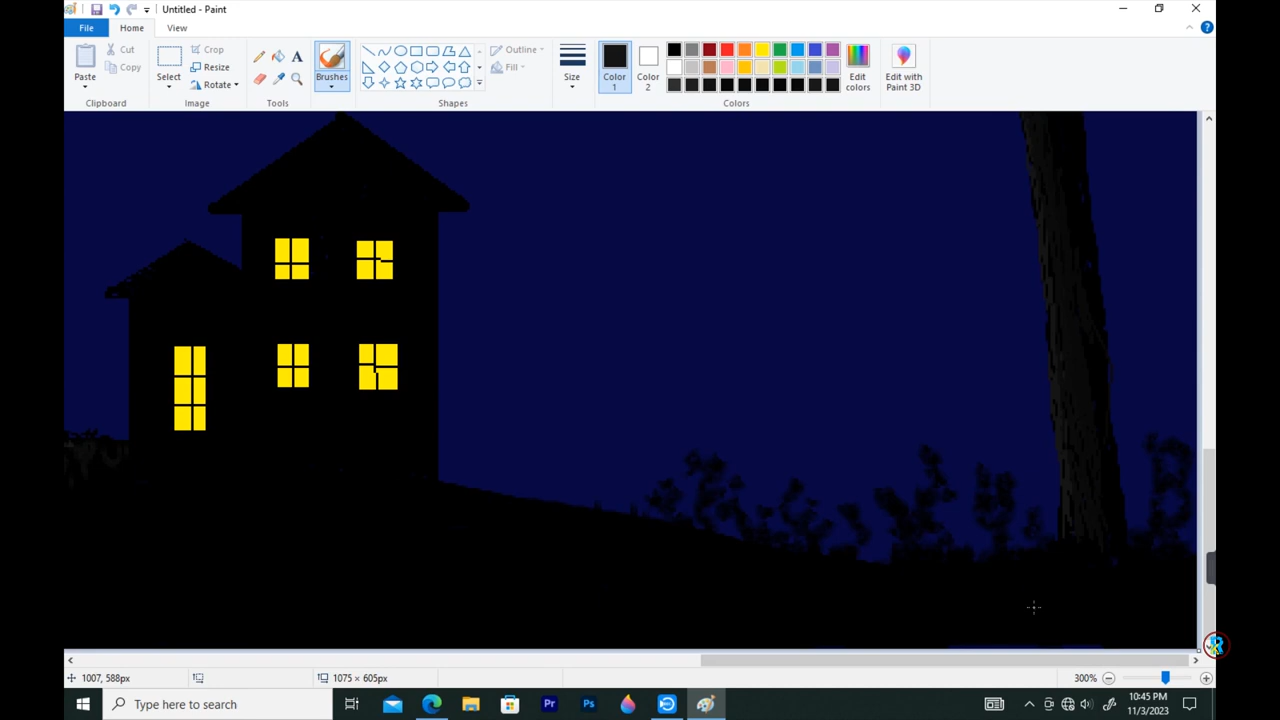 Untitled - Paint
File Home View
Paste
Clipboard
Cut
Copy
Select
Crop
Resize
Rotate
Image
A
Tools
Brushes
Outline
Fill
Shapes
Size
Color 1
Color 2
Edit colors
Colors
Edit with Paint 3D
1007, 588px
1075 × 605px
300%
Type here to search
Pr
Ps
10:45 PM
11/3/2023